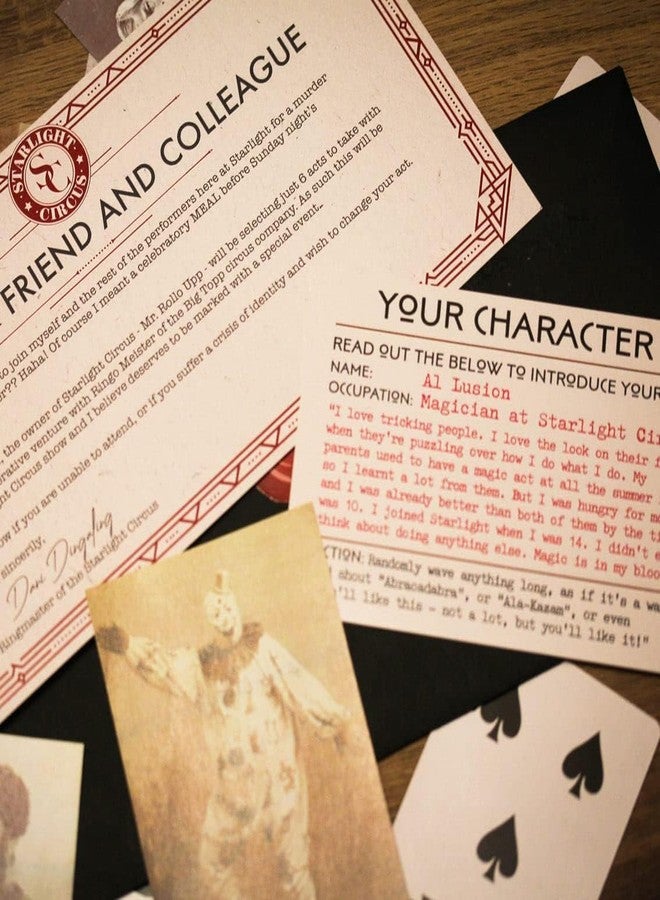 STARLIGHT
SC
CIRCUS
FRIEND AND COLLEAGUE
to join myself and the rest of the performers here at Starlight for a murder
Haha! Of course I meant a celebratory MEAL before Sunday night's
the owner of Starlight Circus - Mr. Rollo Upp - will be selecting just 6 acts to take with
venture with Ringo Meister of the Big Topp circus company. As such this will be
Circus show and I believe deserves to be marked with a special event.
if you are unable to attend, or if you suffer a crisis of identity and wish to change your act.
sincerely,
Dan Dingaling
Ringmaster of the Starlight Circus
YOUR CHARACTER
READ OUT THE BELOW TO INTRODUCE YOUR
NAME: Al Lusion
OCCUPATION: Magician at Starlight Ci
"I love tricking people. I love the look on their
when they're puzzling over how I do what I do. My
parents used to have a magic act at all the summer
so I learnt a lot from them. But I was hungry for
and I was already better than both of them by the
was 10. I joined Starlight when I was 14. I didn't
think about doing anything else. Magic is in my
Randomly wave anything long, as if it's a
about "Abracadabra", or "Ala-Kazam", or even
like this - not a lot, but you'll like it!"